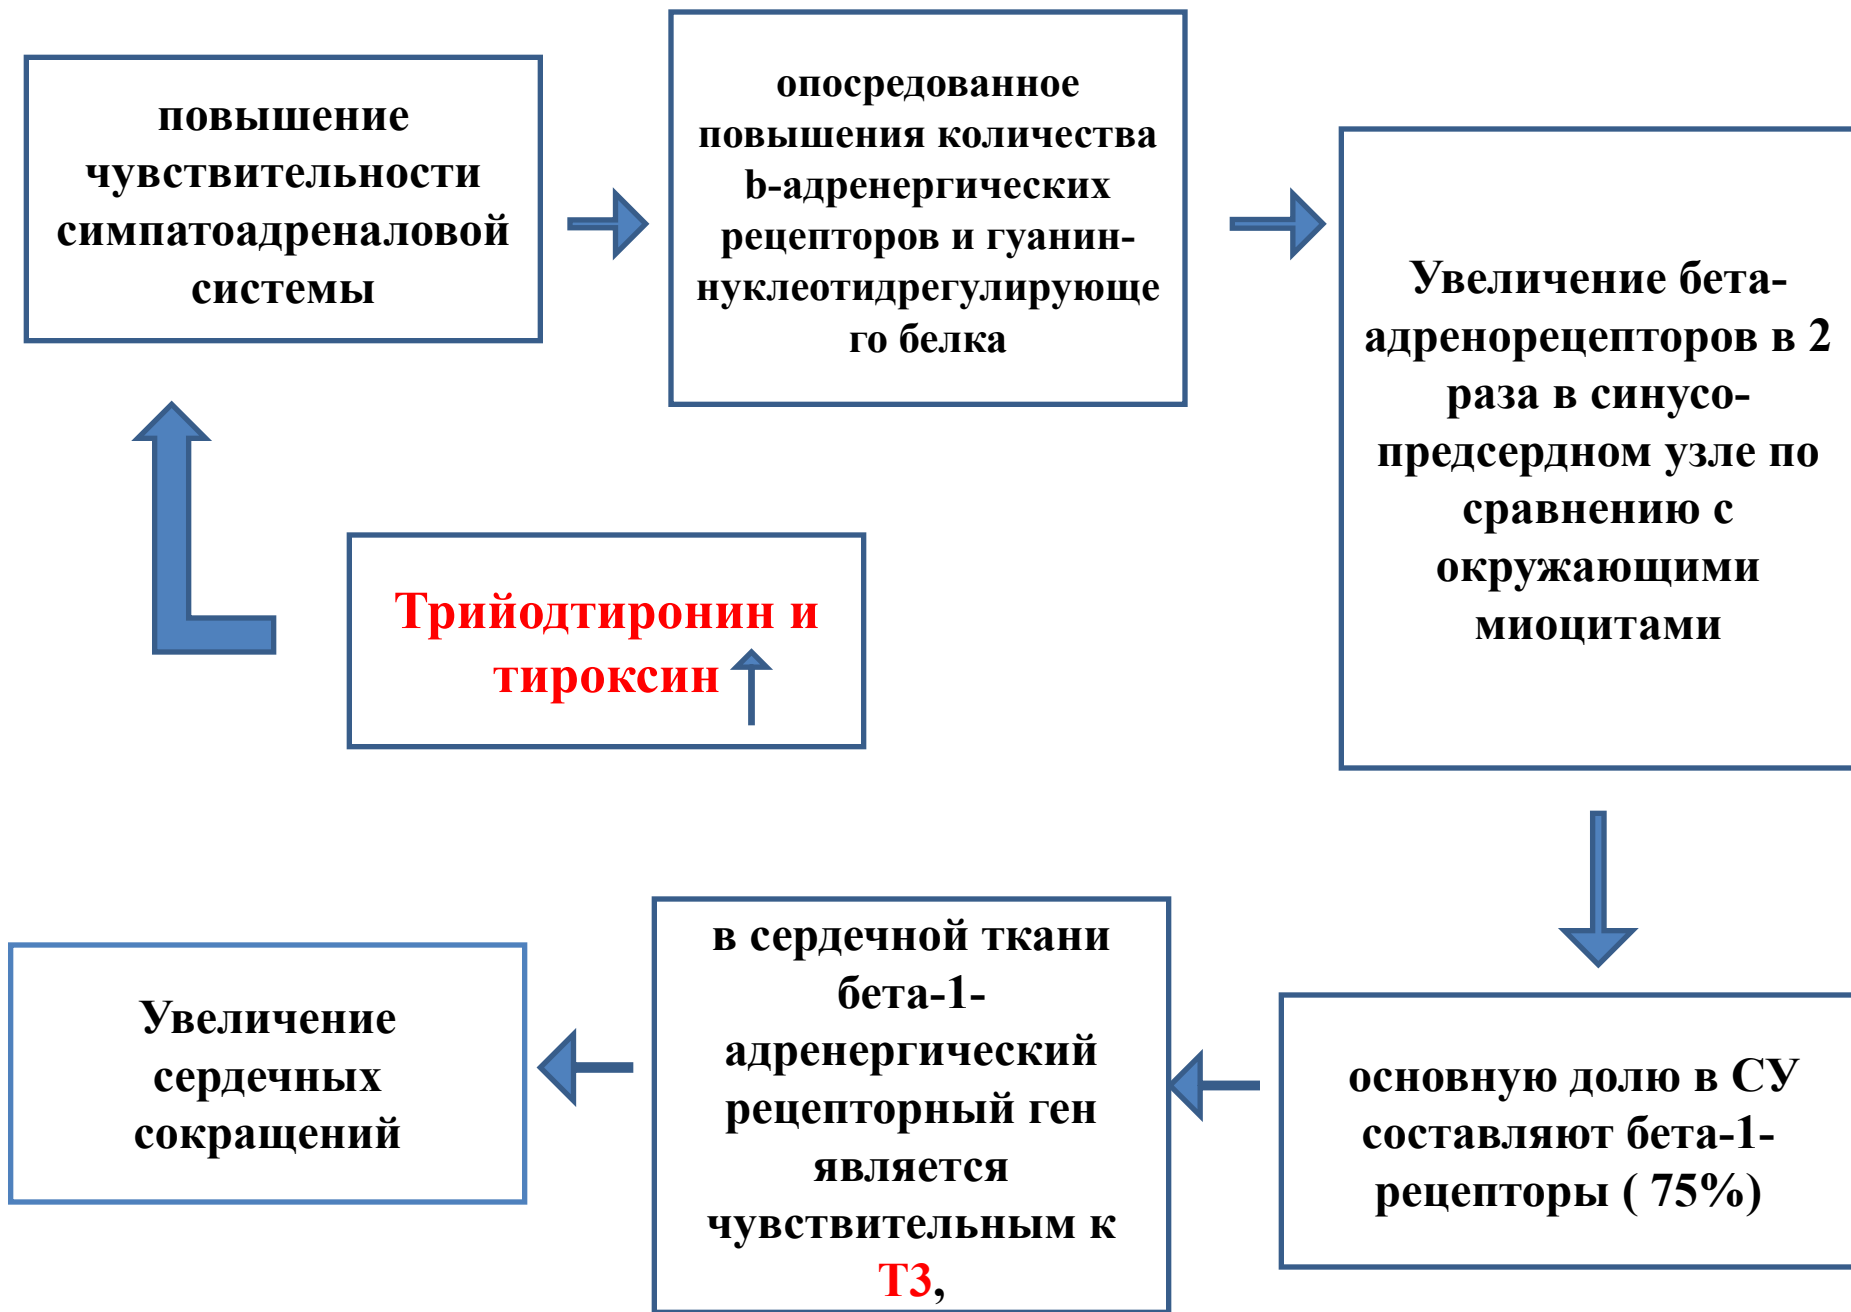 повышение
чувствительности
симпатоадреналовой
системы
опосредованное
повышения количества
b-адренергических
рецепторов и гуанин-
нуклеотидрегулирующе
го белка
Увеличение бета-
адренорецепторов в 2
раза в синусо-
предсердном узле по
сравнению с
окружающими
миоцитами
Трийодтиронин и
тироксин
основную долю в СУ
составляют бета-1-
рецепторы ( 75%)
в сердечной ткани
бета-1-
адренергический
рецепторный ген
является
чувствительным к
Т3,
Увеличение
сердечных
сокращений